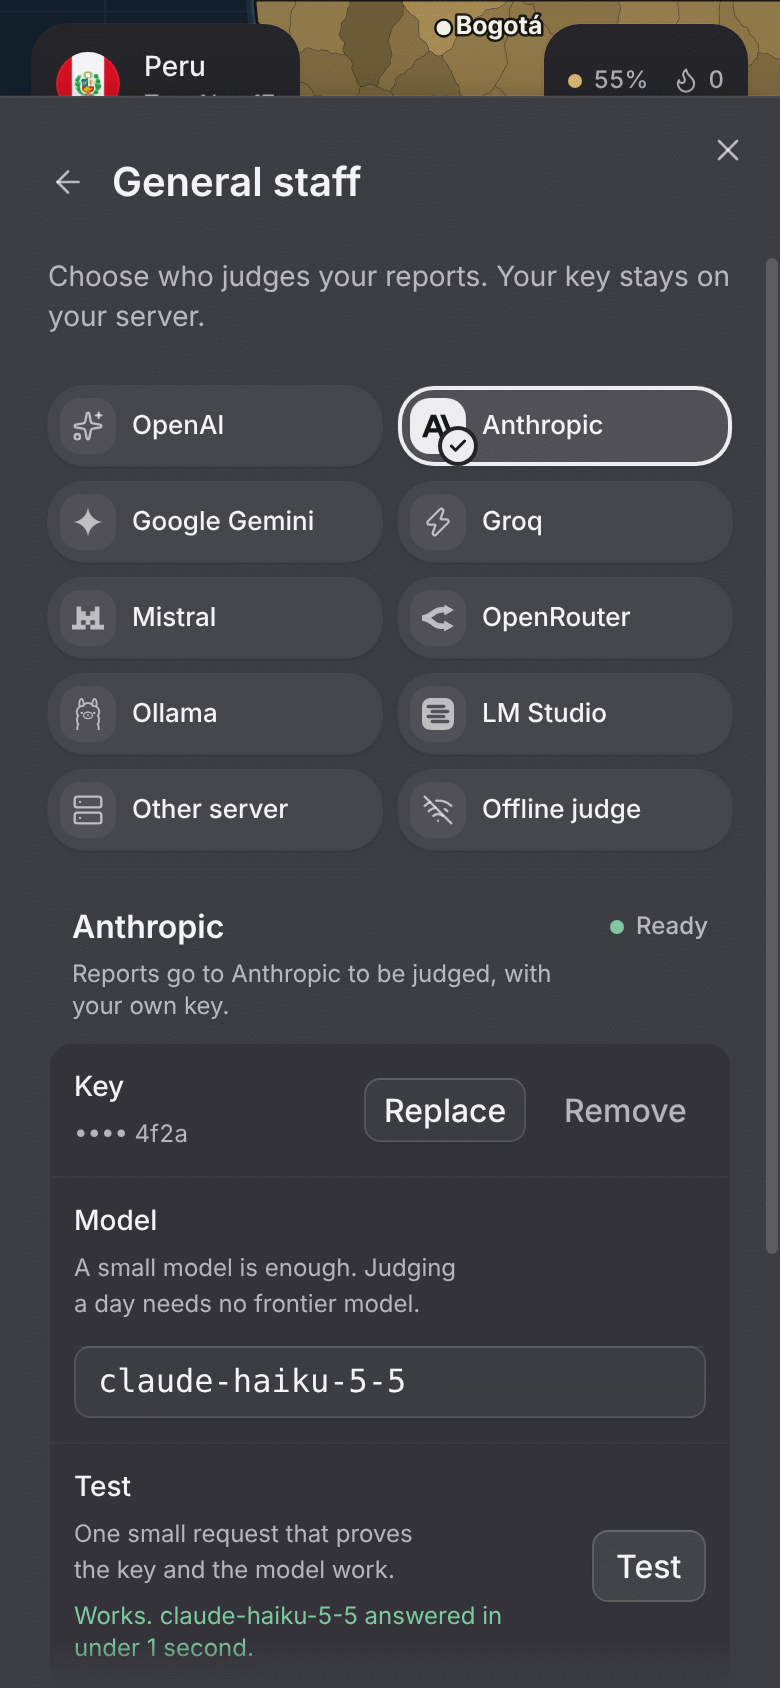 Bogotá
Peru
55% 0
General staff
Choose who judges your reports. Your key stays on
your server.
OpenAI
Anthropic
Google Gemini
Groq
Mistral
OpenRouter
Ollama
LM Studio
Other server
Offline judge
Anthropic
Ready
Reports go to Anthropic to be judged, with
your own key.
Key
•••• 4f2a
Replace
Remove
Model
A small model is enough. Judging
a day needs no frontier model.
claude-haiku-5-5
Test
One small request that proves
the key and the model work.
Test
Works. claude-haiku-5-5 answered in
under 1 second.